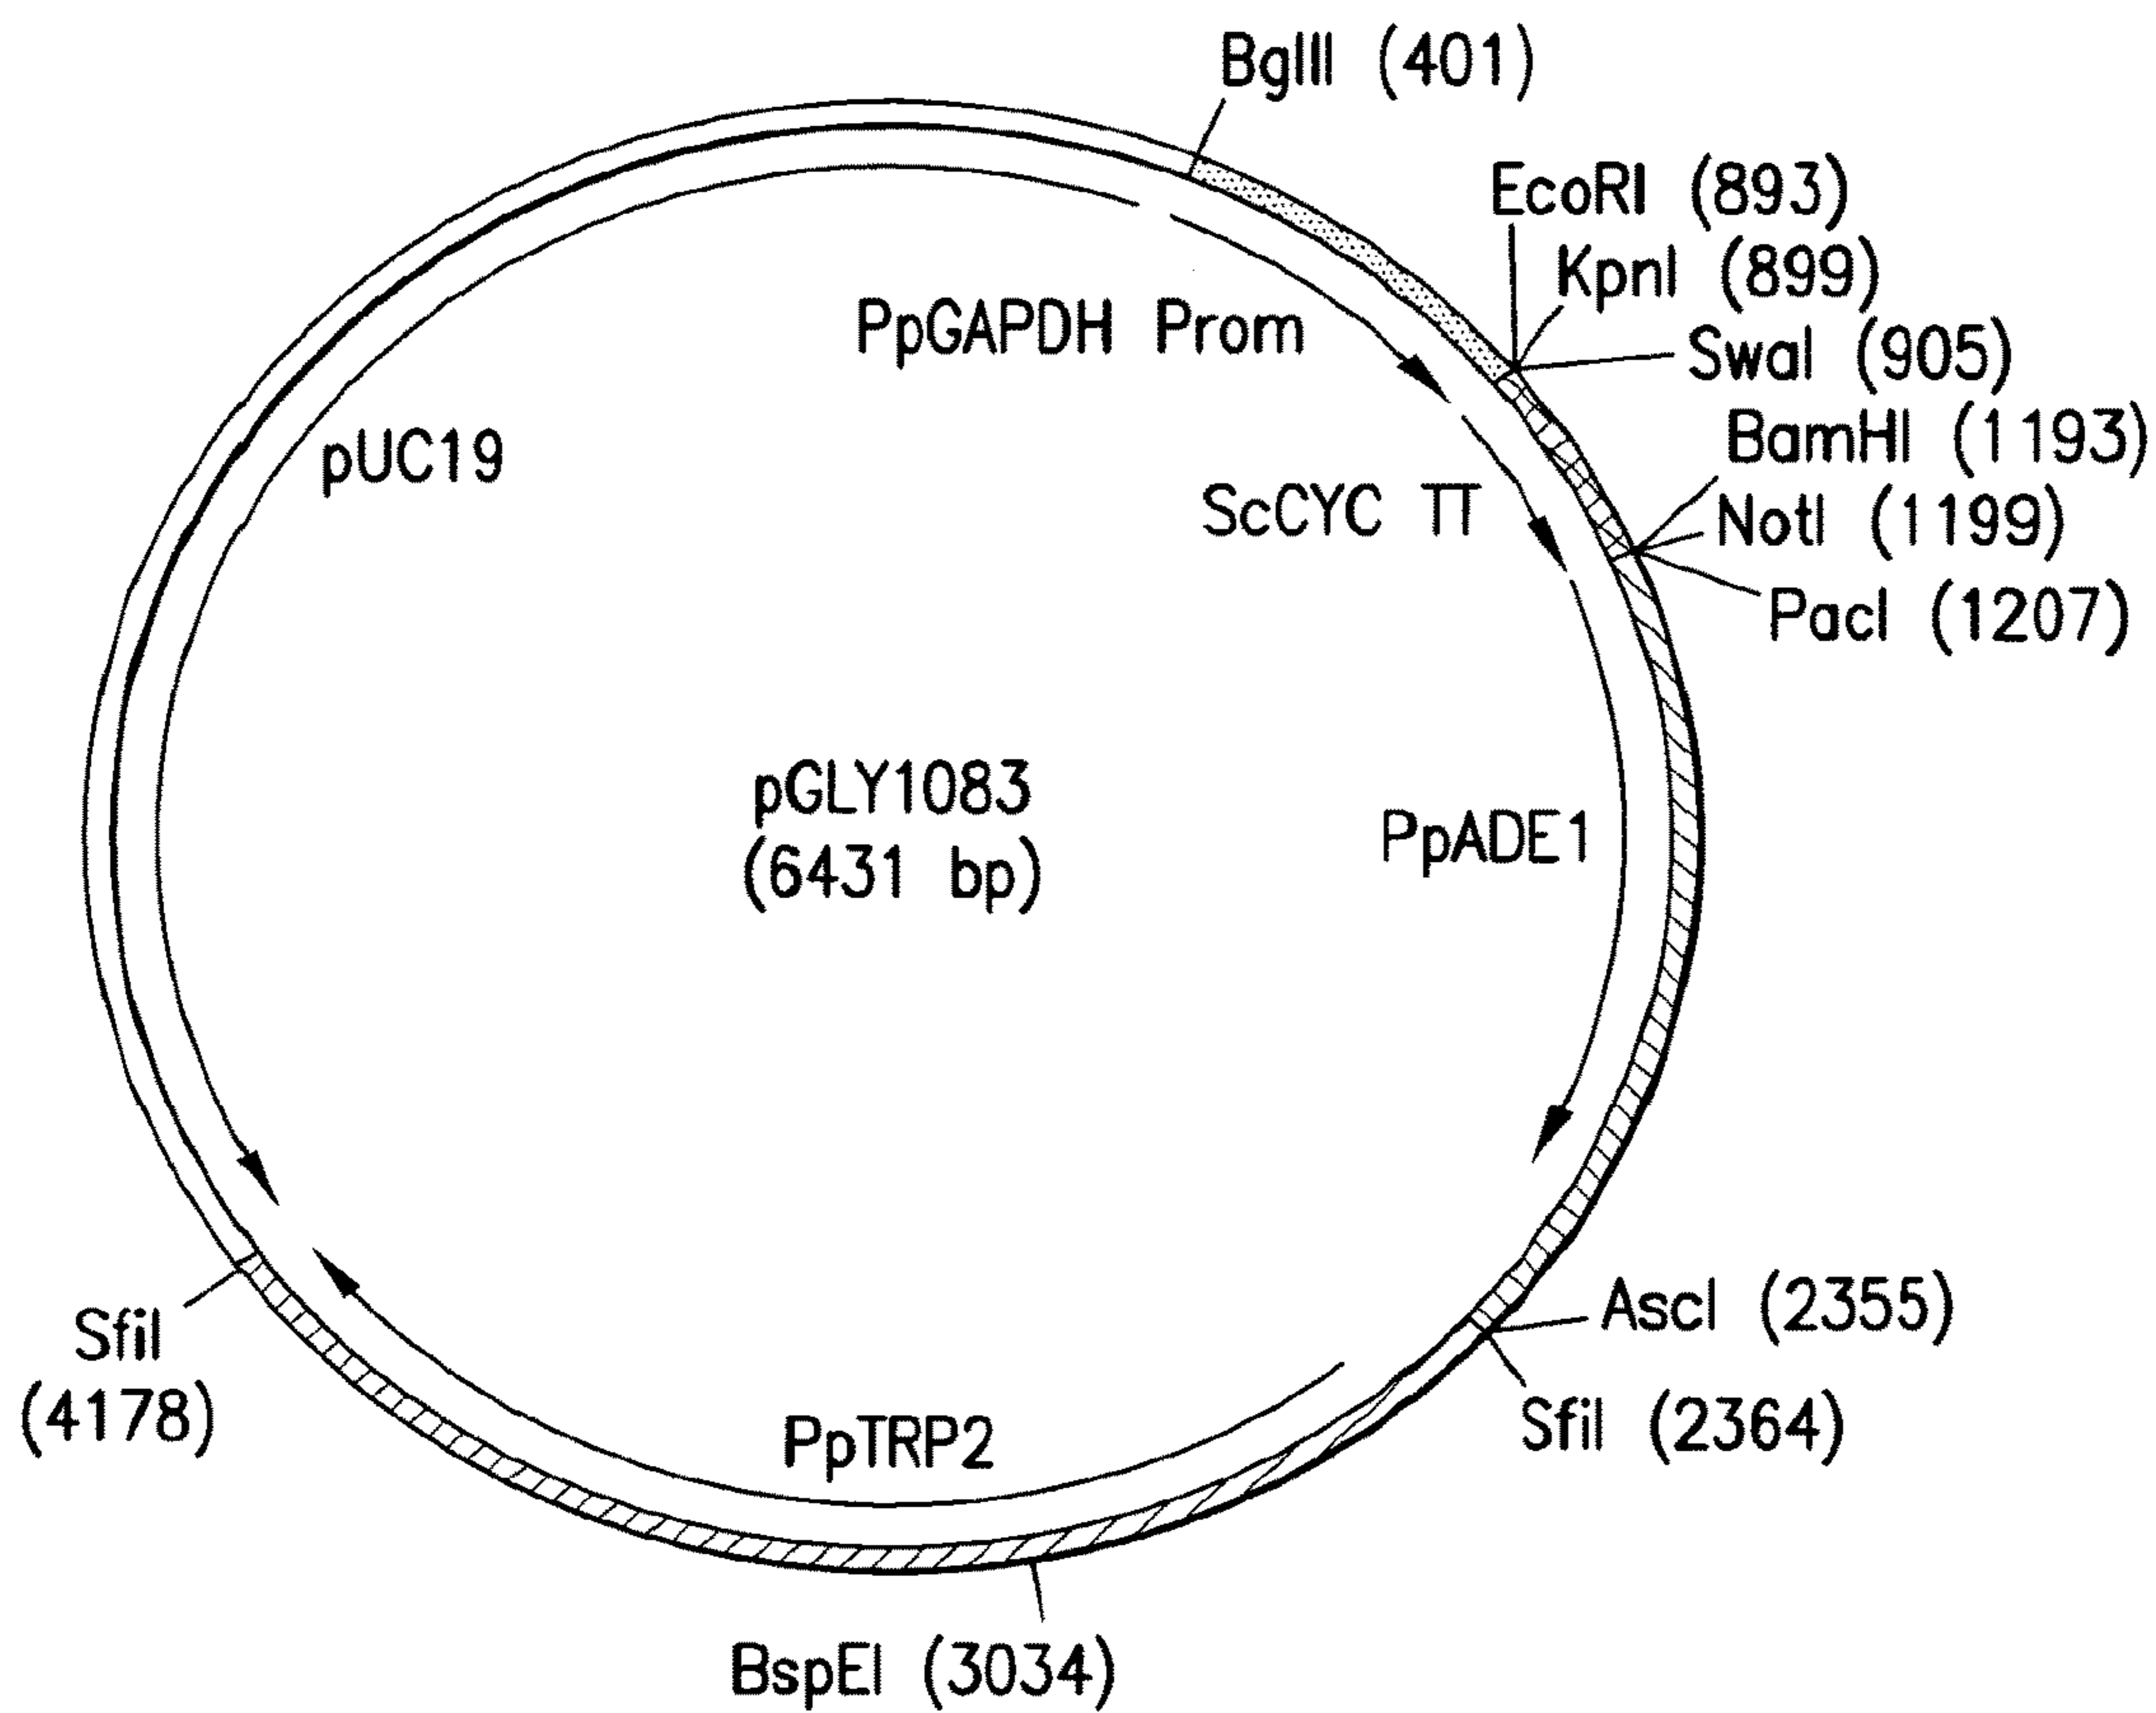 BglII (401)
EcoRI (893)
KpnI (899)
PpGAPDH Prom
SwaI (905)
BamHI (1193)
pUC19
ScCYC TT
NotI (1199)
PacI (1207)
pGLY1083
(6431 bp)
PpADE1
AscI (2355)
SfiI
(4178)
SfiI (2364)
PpTRP2
BspEI (3034)